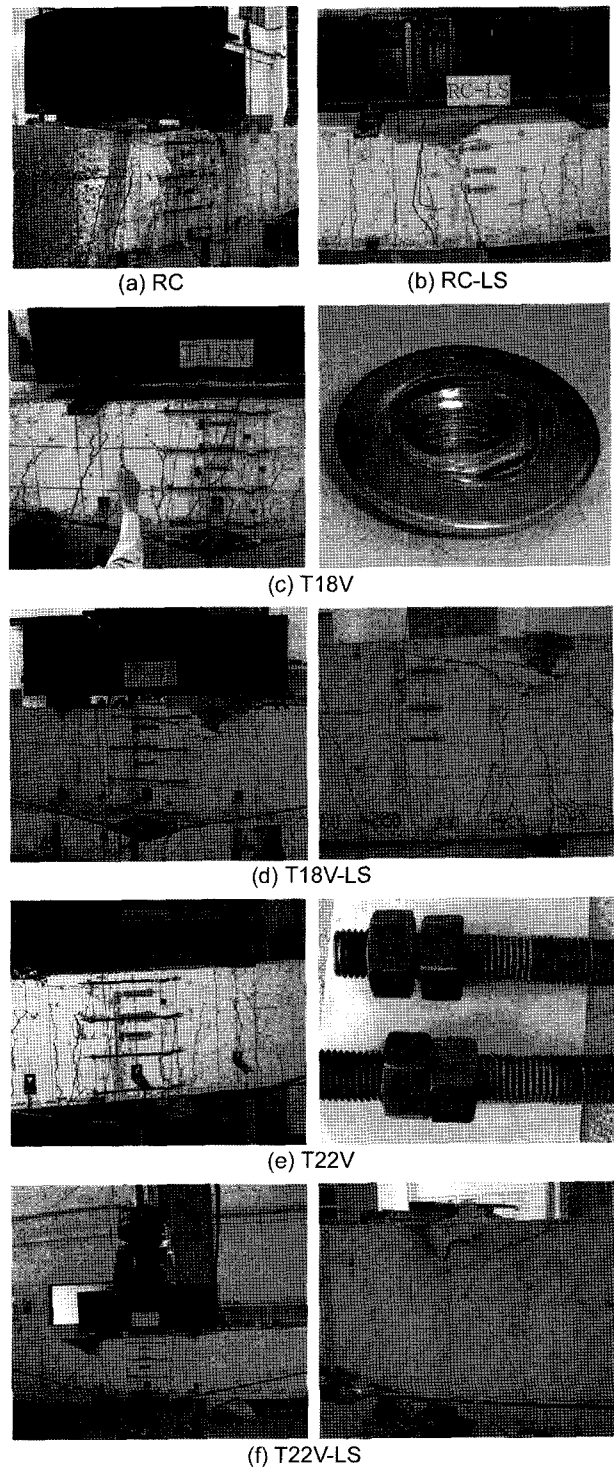 (a) RC
RC-LS
(b) RC-LS
T18V
(c) T18V
(d) T18V-LS
(e) T22V
(f) T22V-LS